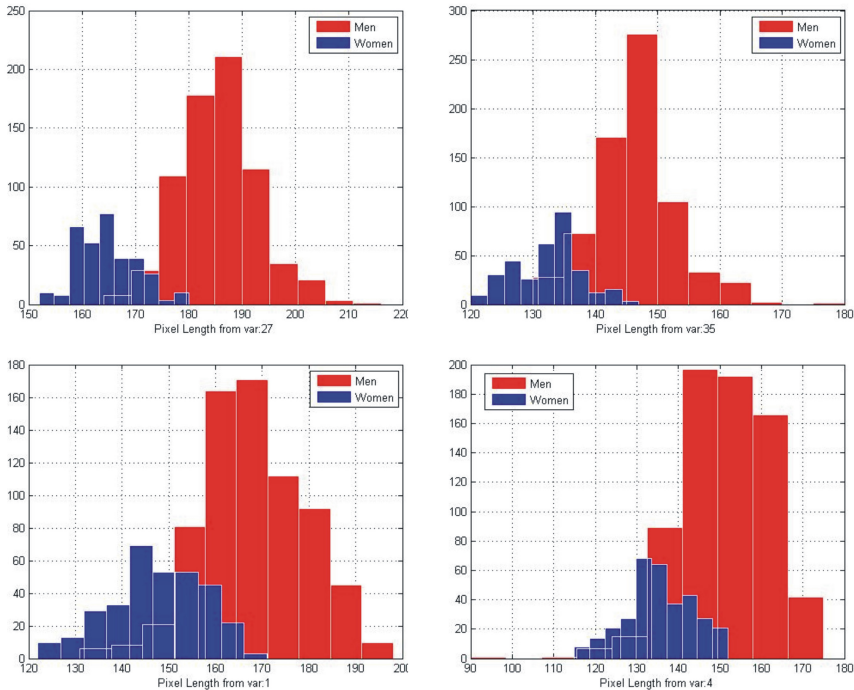 250
200
150
100
50
0
150 160 170 180 190 200 210 220
Men
Women
Pixel Length from var:27
300
250
200
150
100
50
0
120 130 140 150 160 170 180
Men
Women
Pixel Length from var:35
180
160
140
120
100
80
60
40
20
0
120 130 140 150 160 170 180 190 200
Men
Women
Pixel Length from var:1
200
180
160
140
120
100
80
60
40
20
0
90 100 110 120 130 140 150 160 170 180
Men
Women
Pixel Length from var:4